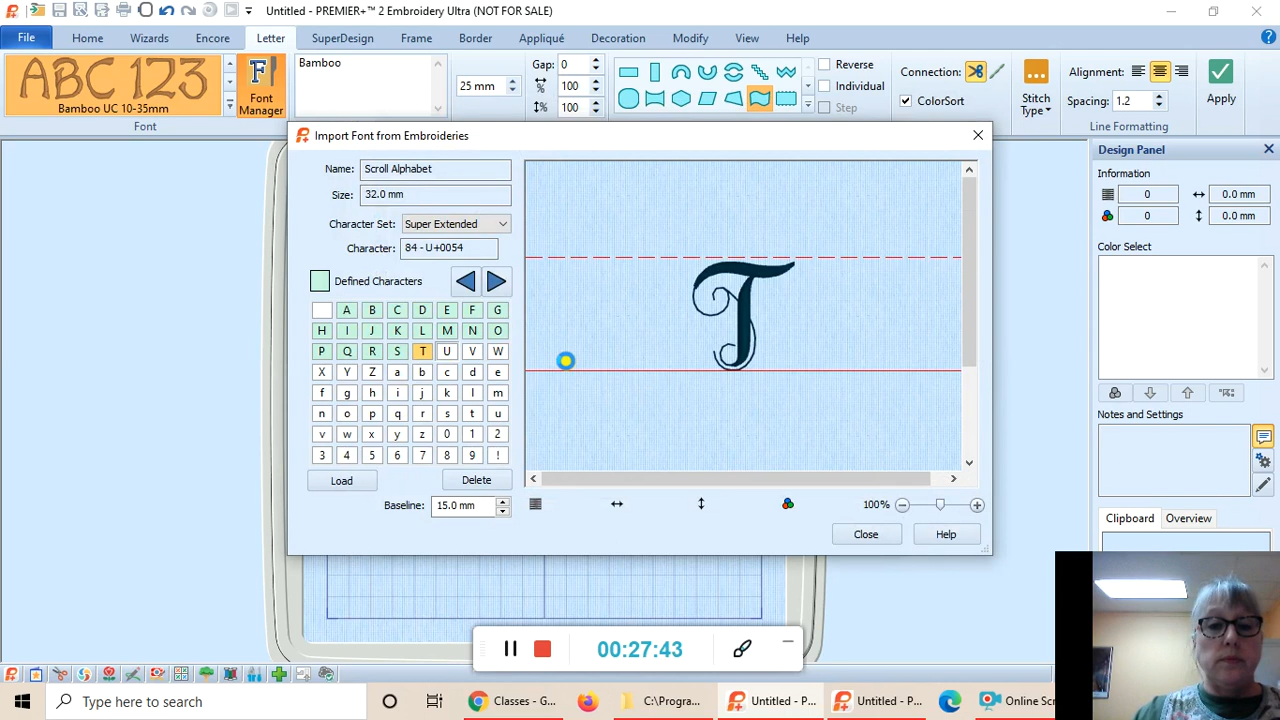 Untitled - PREMIER+™ 2 Embroidery Ultra (NOT FOR SALE)
File Home Wizards Encore Letter SuperDesign Frame Border Appliqué Decoration Modify View Help
ABC 123
Bamboo UC 10-35mm
Font
Font Manager
Bamboo
25 mm
Gap: 0
100
100
Reverse
Individual
Step
Connection:
ColorSort
Stitch Type
Alignment:
Spacing: 1.2
Line Formatting
Apply
Import Font from Embroideries
Name: Scroll Alphabet
Size: 32.0 mm
Character Set: Super Extended
Character: 84 - U+0054
Defined Characters
A B C D E F G
H I J K L M N O
P Q R S T U V W
X Y Z a b c d e
f g h i j k l m
n o p q r s t u
v w x y z 0 1 2
3 4 5 6 7 8 9 !
Load Delete
Baseline: 15.0 mm
T
100%
Close Help
Design Panel
Information
0 0.0 mm
0 0.0 mm
Color Select
Notes and Settings
Clipboard Overview
00:27:43
Type here to search
Classes - G...
C:\Progra...
Untitled - P...
Untitled - P...
Online Scr